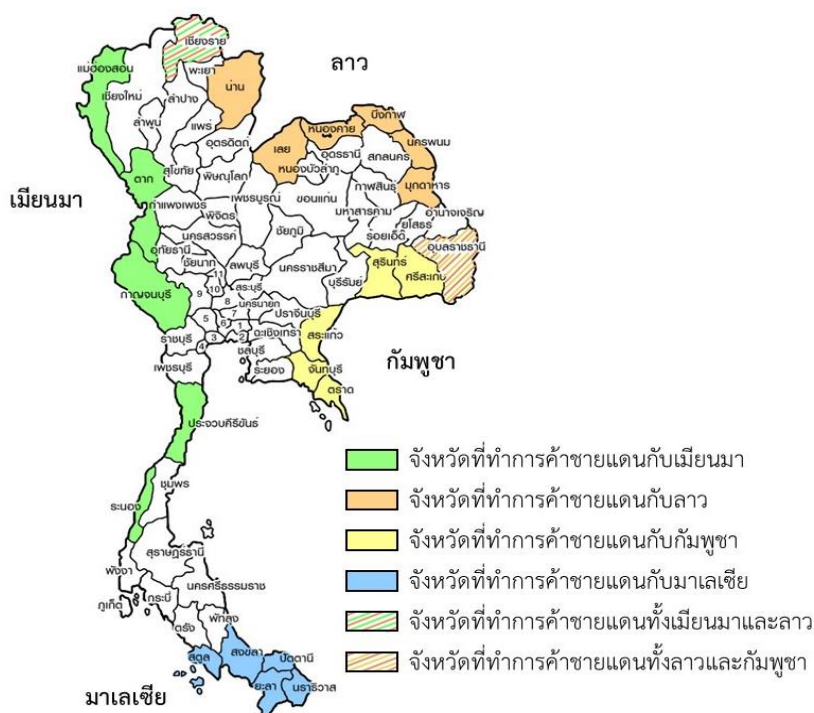 เชียงราย
ลาว
แม่ฮ่องสอน
พะเยา
น่าน
เชียงใหม่
ลำปาง
บึงกาฬ
ลำพูน
แพร่
หนองคาย
นครพนม
อุตรดิตถ์
เลย
อุดรธานี
สกลนคร
ตาก
สุโขทัย
พิษณุโลก
หนองบัวลำภู
มุกดาหาร
เมียนมา
กำแพงเพชร
เพชรบูรณ์
ขอนแก่น
กาฬสินธุ์
พิจิตร
มหาสารคาม
ยโสธร
อำนาจเจริญ
นครสวรรค์
ชัยภูมิ
ร้อยเอ็ด
อุบลราชธานี
อุทัยธานี
ชัยนาท
ลพบุรี
นครราชสีมา
บุรีรัมย์
สุรินทร์
ศรีสะเกษ
กาญจนบุรี
11
10
9
สระบุรี
8
นครนายก
5
7
ปราจีนบุรี
6
1
ราชบุรี
3
2
ฉะเชิงเทรา
สระแก้ว
4
ชลบุรี
กัมพูชา
เพชรบุรี
ระยอง
จันทบุรี
ตราด
ประจวบคีรีขันธ์
ชุมพร
ระนอง
สุราษฎร์ธานี
พังงา
นครศรีธรรมราช
ภูเก็ต
กระบี่
ตรัง
พัทลุง
สตูล
สงขลา
ปัตตานี
ยะลา
นราธิวาส
มาเลเซีย
จังหวัดที่ทำการค้าชายแดนกับเมียนมา
จังหวัดที่ทำการค้าชายแดนกับลาว
จังหวัดที่ทำการค้าชายแดนกับกัมพูชา
จังหวัดที่ทำการค้าชายแดนกับมาเลเซีย
จังหวัดที่ทำการค้าชายแดนทั้งเมียนมาและลาว
จังหวัดที่ทำการค้าชายแดนทั้งลาวและกัมพูชา